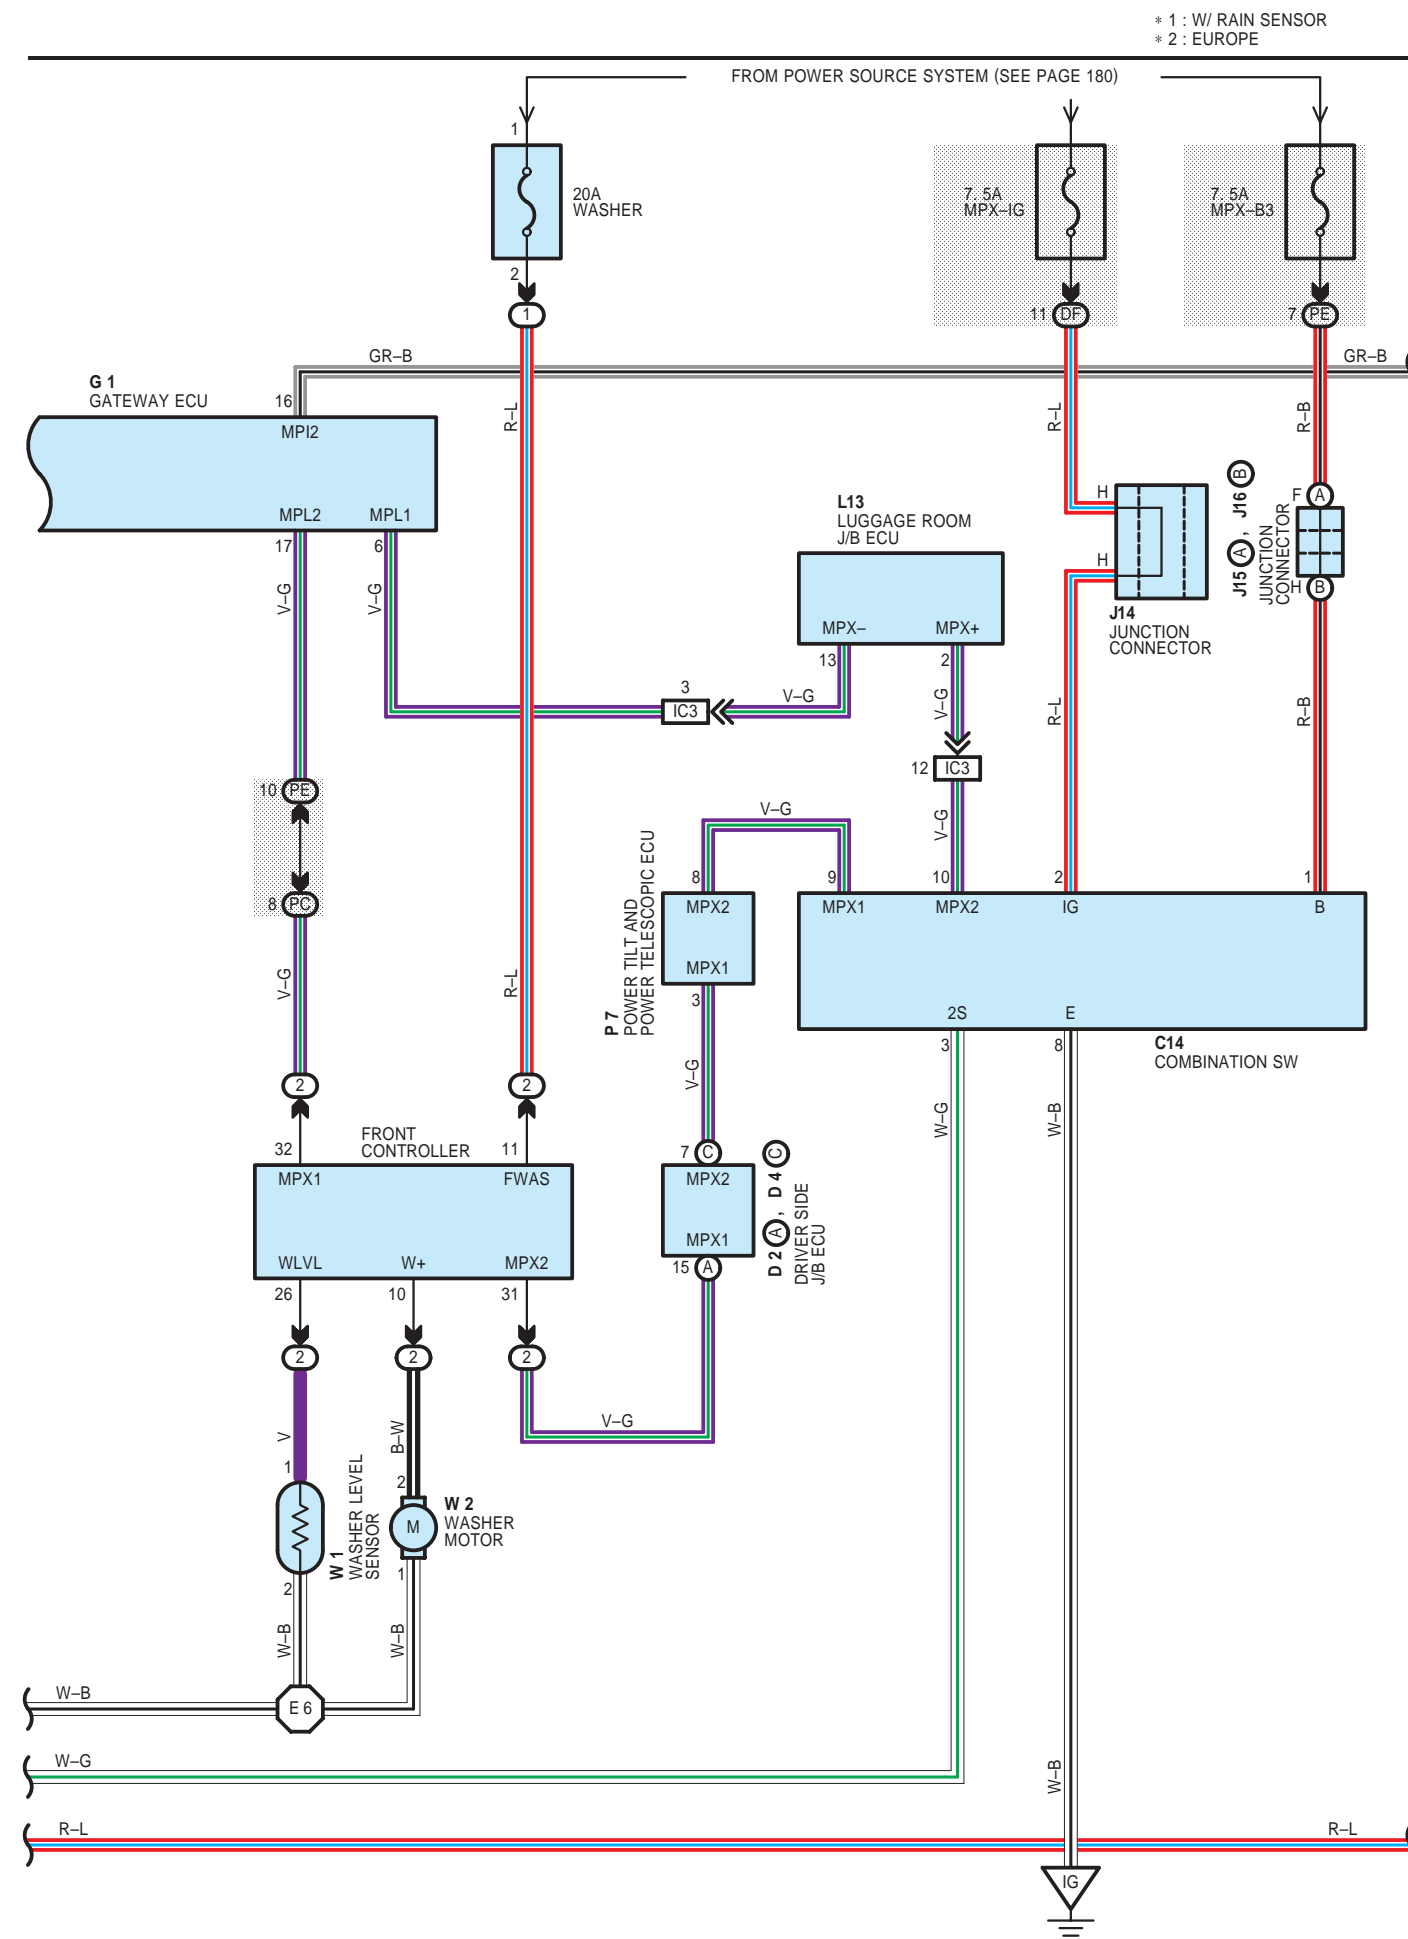 * 1 : W/ RAIN SENSOR
* 2 : EUROPE
FROM POWER SOURCE SYSTEM (SEE PAGE 180)
1
20A
WASHER
2
1
7. 5A
MPX–IG
11 DF
7. 5A
MPX–B3
7 PE
GR–B
GR–B
G 1
GATEWAY ECU
16
MPI2
MPL2
MPL1
17
6
V–G
V–G
R–L
R–L
R–B
L13
LUGGAGE ROOM
J/B ECU
MPX–
MPX+
13
2
H
H
J14
JUNCTION
CONNECTOR
J15 A , J16 B
JUNCTION
CONNECTOR
F A
H B
3
IC3
V–G
V–G
R–L
R–B
12 IC3
10 PE
8 PC
V–G
V–G
8
9
10
2
1
MPX2
MPX1
P 7
POWER TILT AND
POWER TELESCOPIC ECU
MPX1
MPX2
IG
B
3
2S
E
3
8
C14
COMBINATION SW
V–G
R–L
V–G
W–G
W–B
2
2
FRONT
CONTROLLER
32
11
MPX1
FWAS
WLVL
W+
MPX2
26
10
31
7 C
MPX2
MPX1
15 A
D 2 A , D 4 C
DRIVER SIDE
J/B ECU
2
2
2
V
B–W
V–G
1
2
W 1
WASHER LEVEL
SENSOR
M
W 2
WASHER
MOTOR
2
1
W–B
W–B
W–B
E 6
W–G
W–B
R–L
R–L
IG